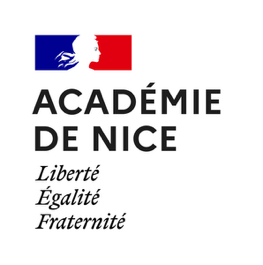 ACADÉMIE
DE NICE
Liberté
Égalité
Fraternité